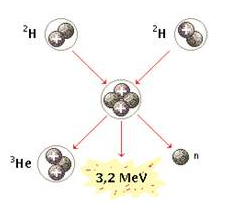 ²H ²H
³He 3,2 MeV n